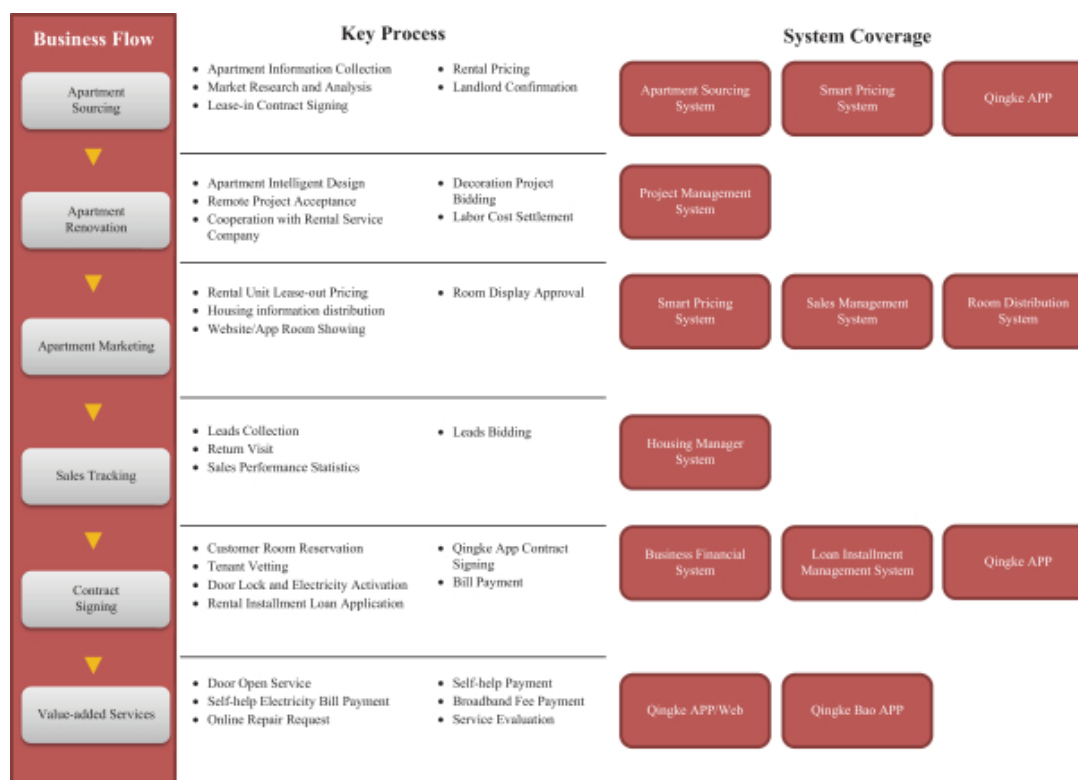 Business Flow
Key Process
System Coverage
Apartment
Sourcing
• Apartment Information Collection
• Market Research and Analysis
• Lease-in Contract Signing
• Rental Pricing
• Landlord Confirmation
Apartment Sourcing
System
Smart Pricing
System
Qingke APP
Apartment
Renovation
• Apartment Intelligent Design
• Remote Project Acceptance
• Cooperation with Rental Service
Company
• Decoration Project
Bidding
• Labor Cost Settlement
Project Management
System
Apartment Marketing
• Rental Unit Lease-out Pricing
• Housing information distribution
• Website/App Room Showing
• Room Display Approval
Smart Pricing
System
Sales Management
System
Room Distribution
System
Sales Tracking
• Leads Collection
• Return Visit
• Sales Performance Statistics
• Leads Bidding
Housing Manager
System
Contract
Signing
• Customer Room Reservation
• Tenant Vetting
• Door Lock and Electricity Activation
• Rental Installment Loan Application
• Qingke App Contract
Signing
• Bill Payment
Business Financial
System
Loan Installment
Management System
Qingke APP
Value-added Services
• Door Open Service
• Self-help Electricity Bill Payment
• Online Repair Request
• Self-help Payment
• Broadband Fee Payment
• Service Evaluation
Qingke APP/Web
Qingke Bao APP